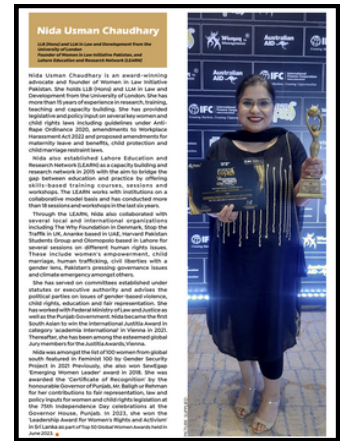 Nida Usman Chaudhary
LLB (Hons) and LLM in Law and Development from the
University of London
Founder of Women in Law Initiative Pakistan, and
Lahore Education and Research Network (LEARN)
Nida Usman Chaudhary is an award-winning
advocate and founder of Women in Law Initiative
Pakistan. She holds LLB (Hons) and LLM in Law and
Development from the University of London. She has
more than 15 years of experience in research, training,
teaching and capacity building. She has provided
legislative and policy input on several key women and
child rights laws including guidelines under Anti-
Rape Ordinance 2020, amendments to Workplace
Harassment Act 2022 and proposed amendments for
maternity leave and benefits, child protection and
child marriage restraint laws.
Nida also established Lahore Education and
Research Network (LEARN) as a capacity building and
research network in 2015 with the aim to bridge the
gap between education and practice by offering
skills-based training courses, sessions and
workshops. The LEARN works with institutions on a
collaborative model basis and has conducted more
than 18 sessions and workshops in the last six years.
Through the LEARN, Nida also collaborated with
several local and international organizations
including The Why Foundation in Denmark, Stop the
Traffik in UK, Ananke based in UAE, Harvard Pakistan
Students Group and Olomopolo based in Lahore for
several sessions on different human rights issues.
These include women's empowerment, child
marriage, human trafficking, civil liberties with a
gender lens, Pakistan's pressing governance issues
and climate emergency amongst others.
She has served on committees established under
statutes or executive authority and advises the
political parties on issues of gender-based violence,
child rights, education and fair representation. She
has worked with Federal Ministry of Law and Justice as
well as the Punjab Government. Nida became the first
South Asian to win the International Justitia Award in
category 'academia International' in Vienna in 2021.
Thereafter, she has been among the esteemed global
Jury members for the Justitia Awards, Vienna.
Nida was amongst the list of 100 women from global
south featured in Feminist 100 by Gender Security
Project in 2021 Previously, she also won Sewtgap
'Emerging Women Leader' award in 2018. She was
awarded the 'Certificate of Recognition' by the
honourable Governor of Punjab, Mr. Baligh ur Rehman
for her contributions to fair representation, law and
policy inputs for women and child rights legislation at
the 75th Independence Day celebrations at the
Governor House, Punjab. In 2023, she won the
'Leadership Award for Women's Rights and Activism'
in Sri Lanka as part of Top 50 Global Women Awards held in
June 2023.
Women in
Management
Australian
AID
IFC
International
Finance Corporation
Creating Markets, Creating Opportunities